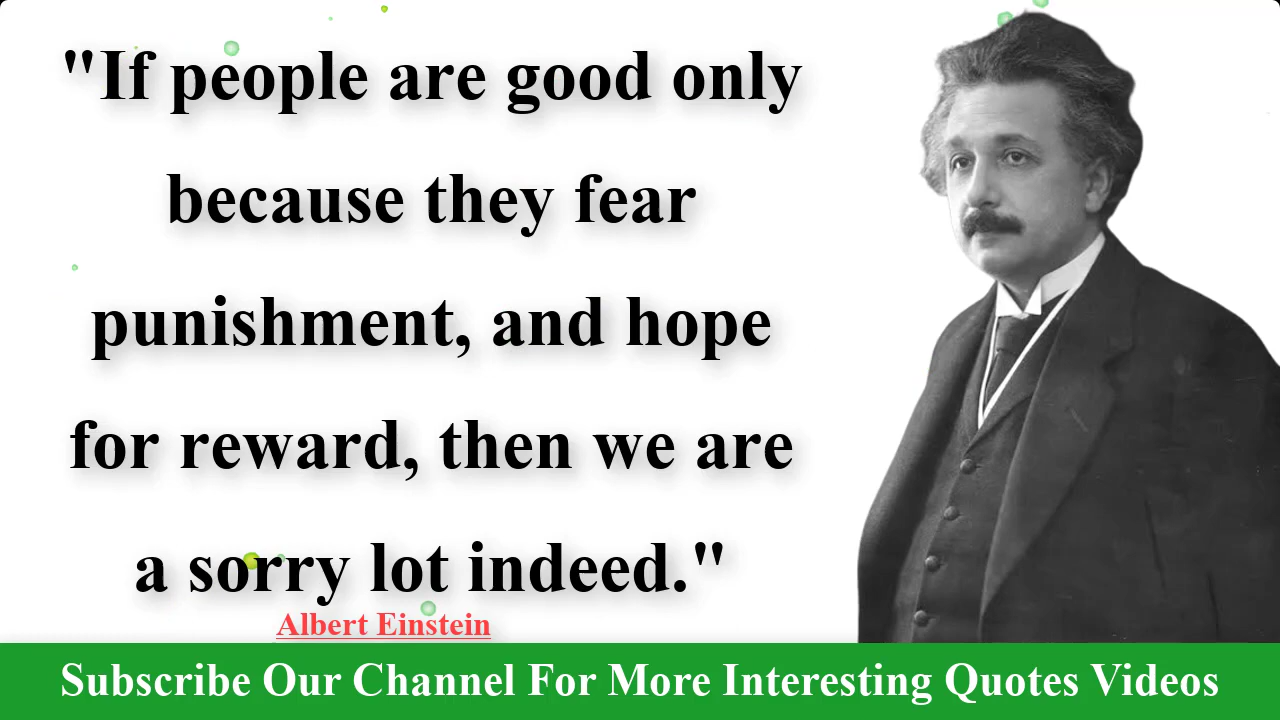 "If people are good only
because they fear
punishment, and hope
for reward, then we are
a sorry lot indeed."
Albert Einstein
Subscribe Our Channel For More Interesting Quotes Videos